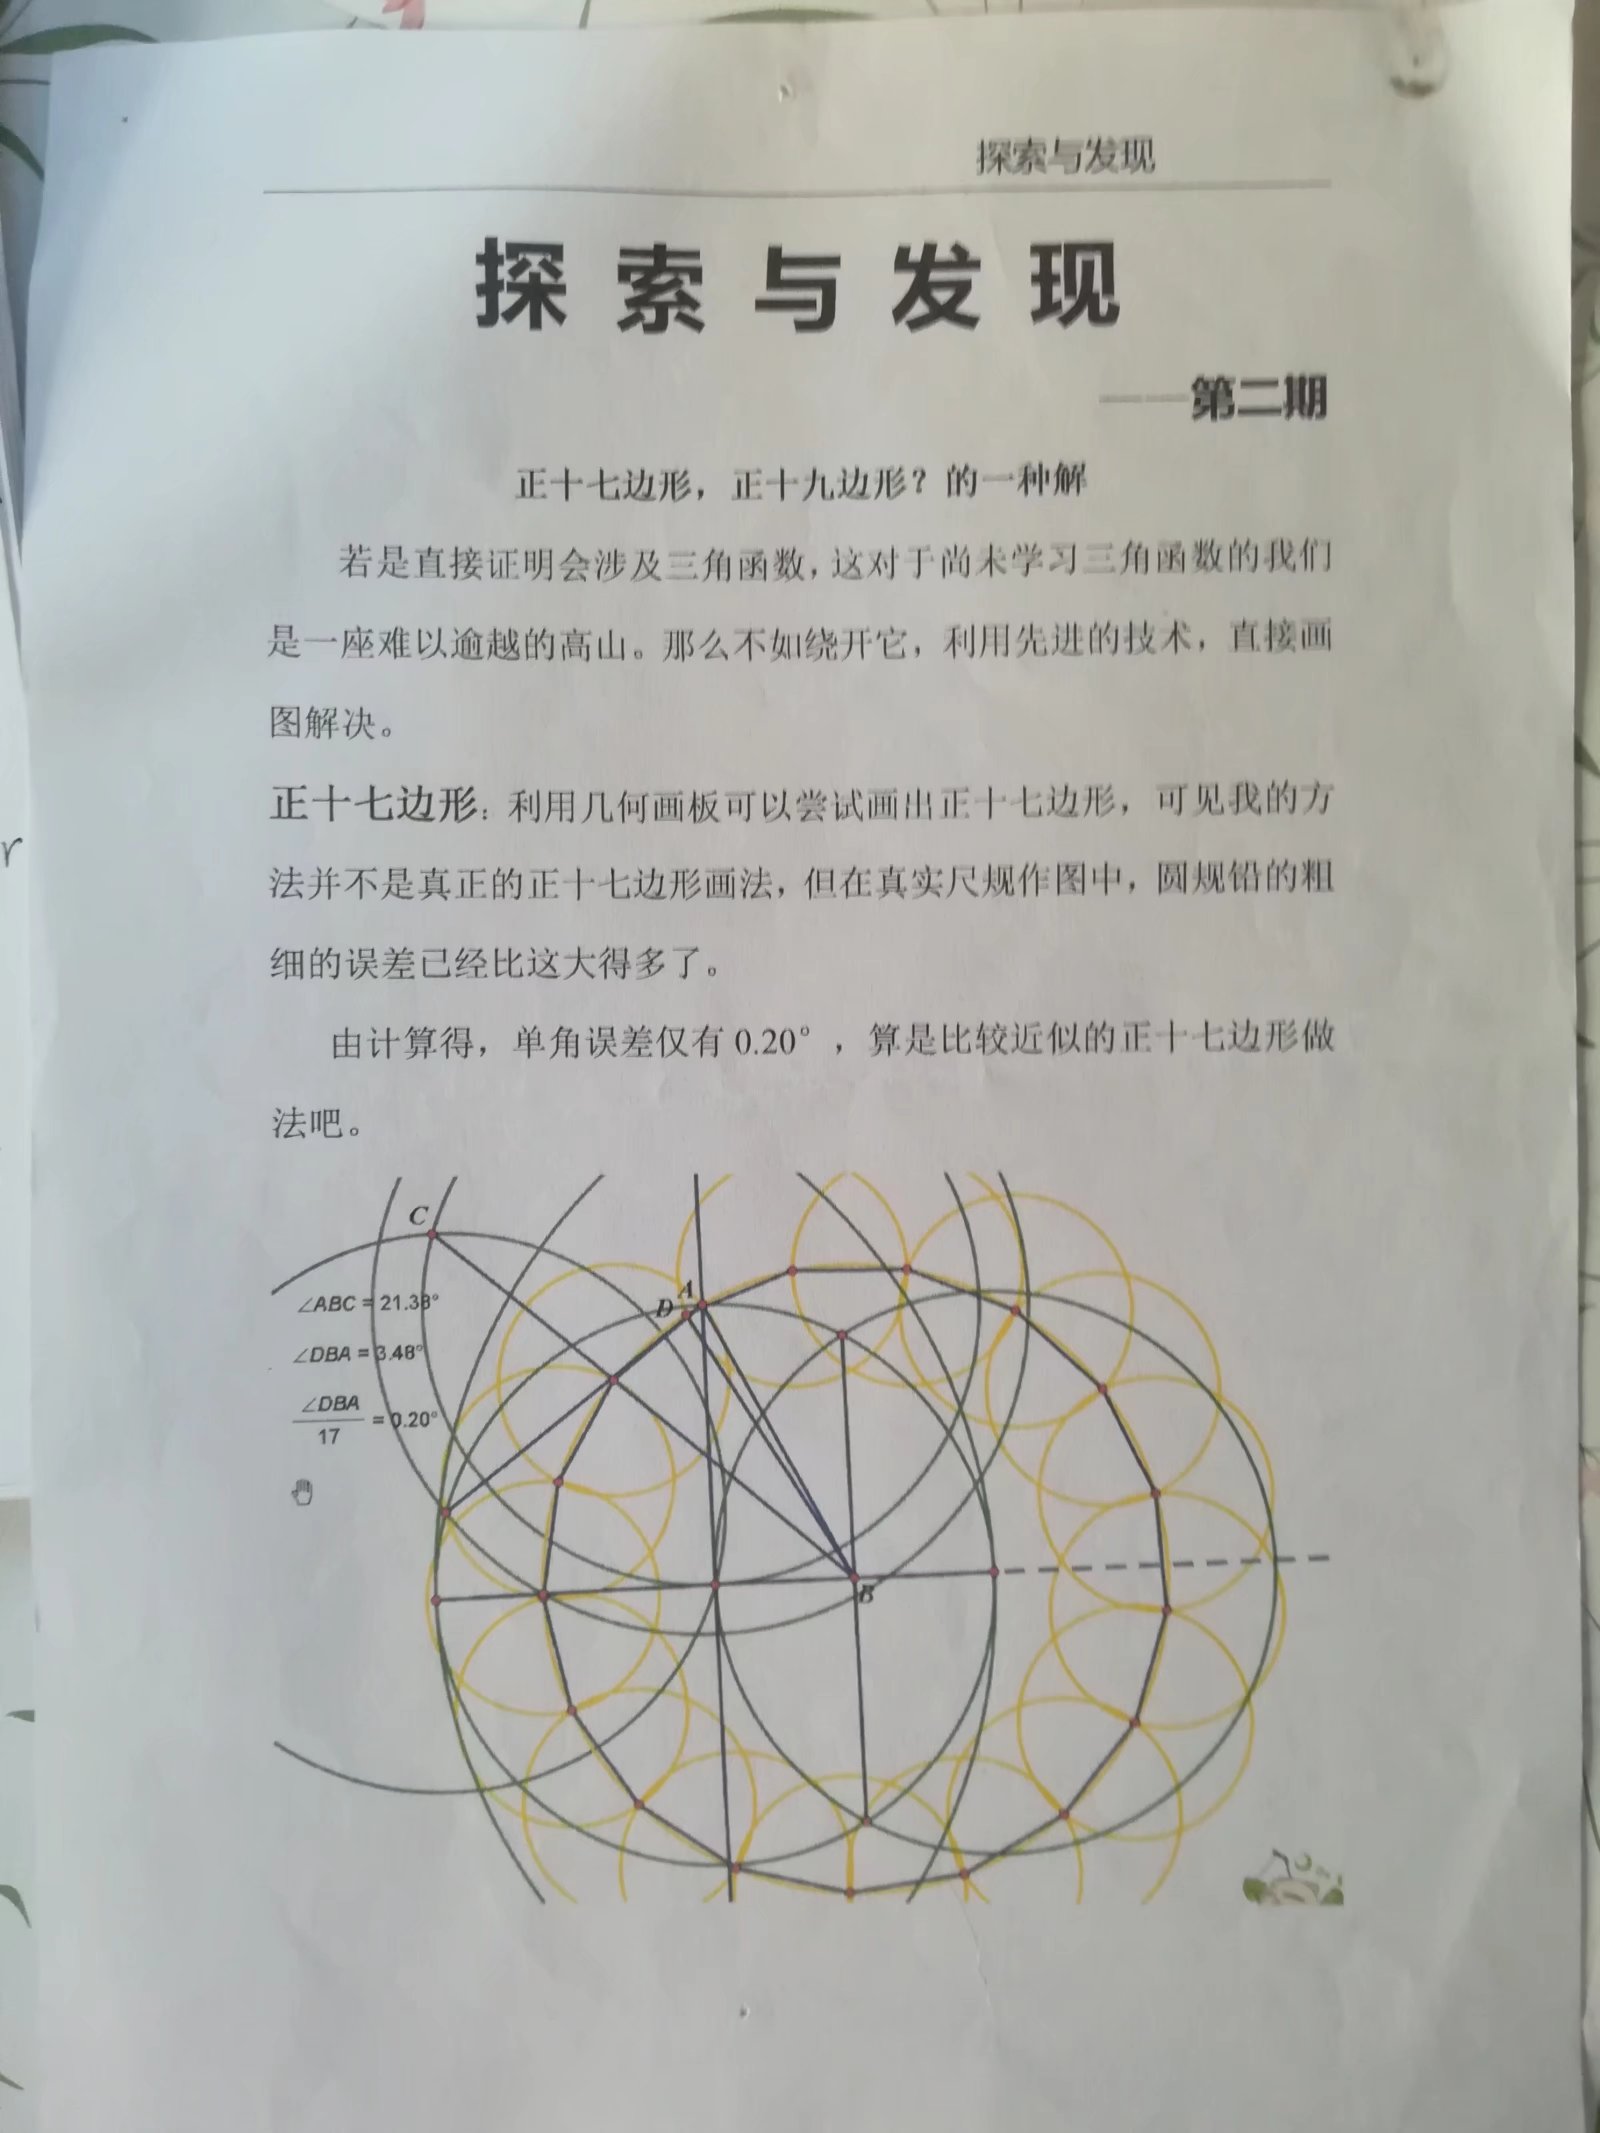 探索与发现
探索与发现
——第二期
正十七边形，正十九边形？的一种解
若是直接证明会涉及三角函数，这对于尚未学习三角函数的我们
是一座难以逾越的高山。那么不如绕开它，利用先进的技术，直接画
图解决。
正十七边形：利用几何画板可以尝试画出正十七边形，可见我的方
法并不是真正的正十七边形画法，但在真实尺规作图中，圆规铅的粗
细的误差已经比这大得多了。
由计算得，单角误差仅有 0.20°，算是比较近似的正十七边形做
法吧。
C
A
D
∠ABC = 21.38°
∠DBA = 3.48°
∠DBA
17
= 0.20°
B
r